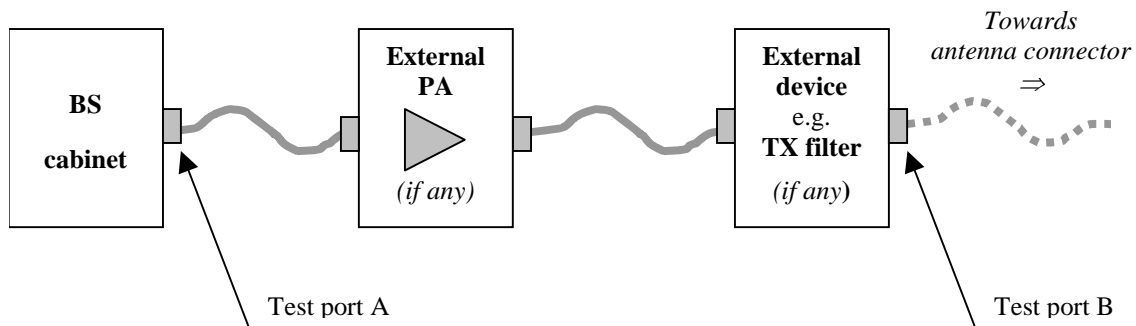 BS
cabinet
External
PA
(if any)
External
device
e.g.
TX filter
(if any)
Towards
antenna connector
⇒
Test port A
Test port B